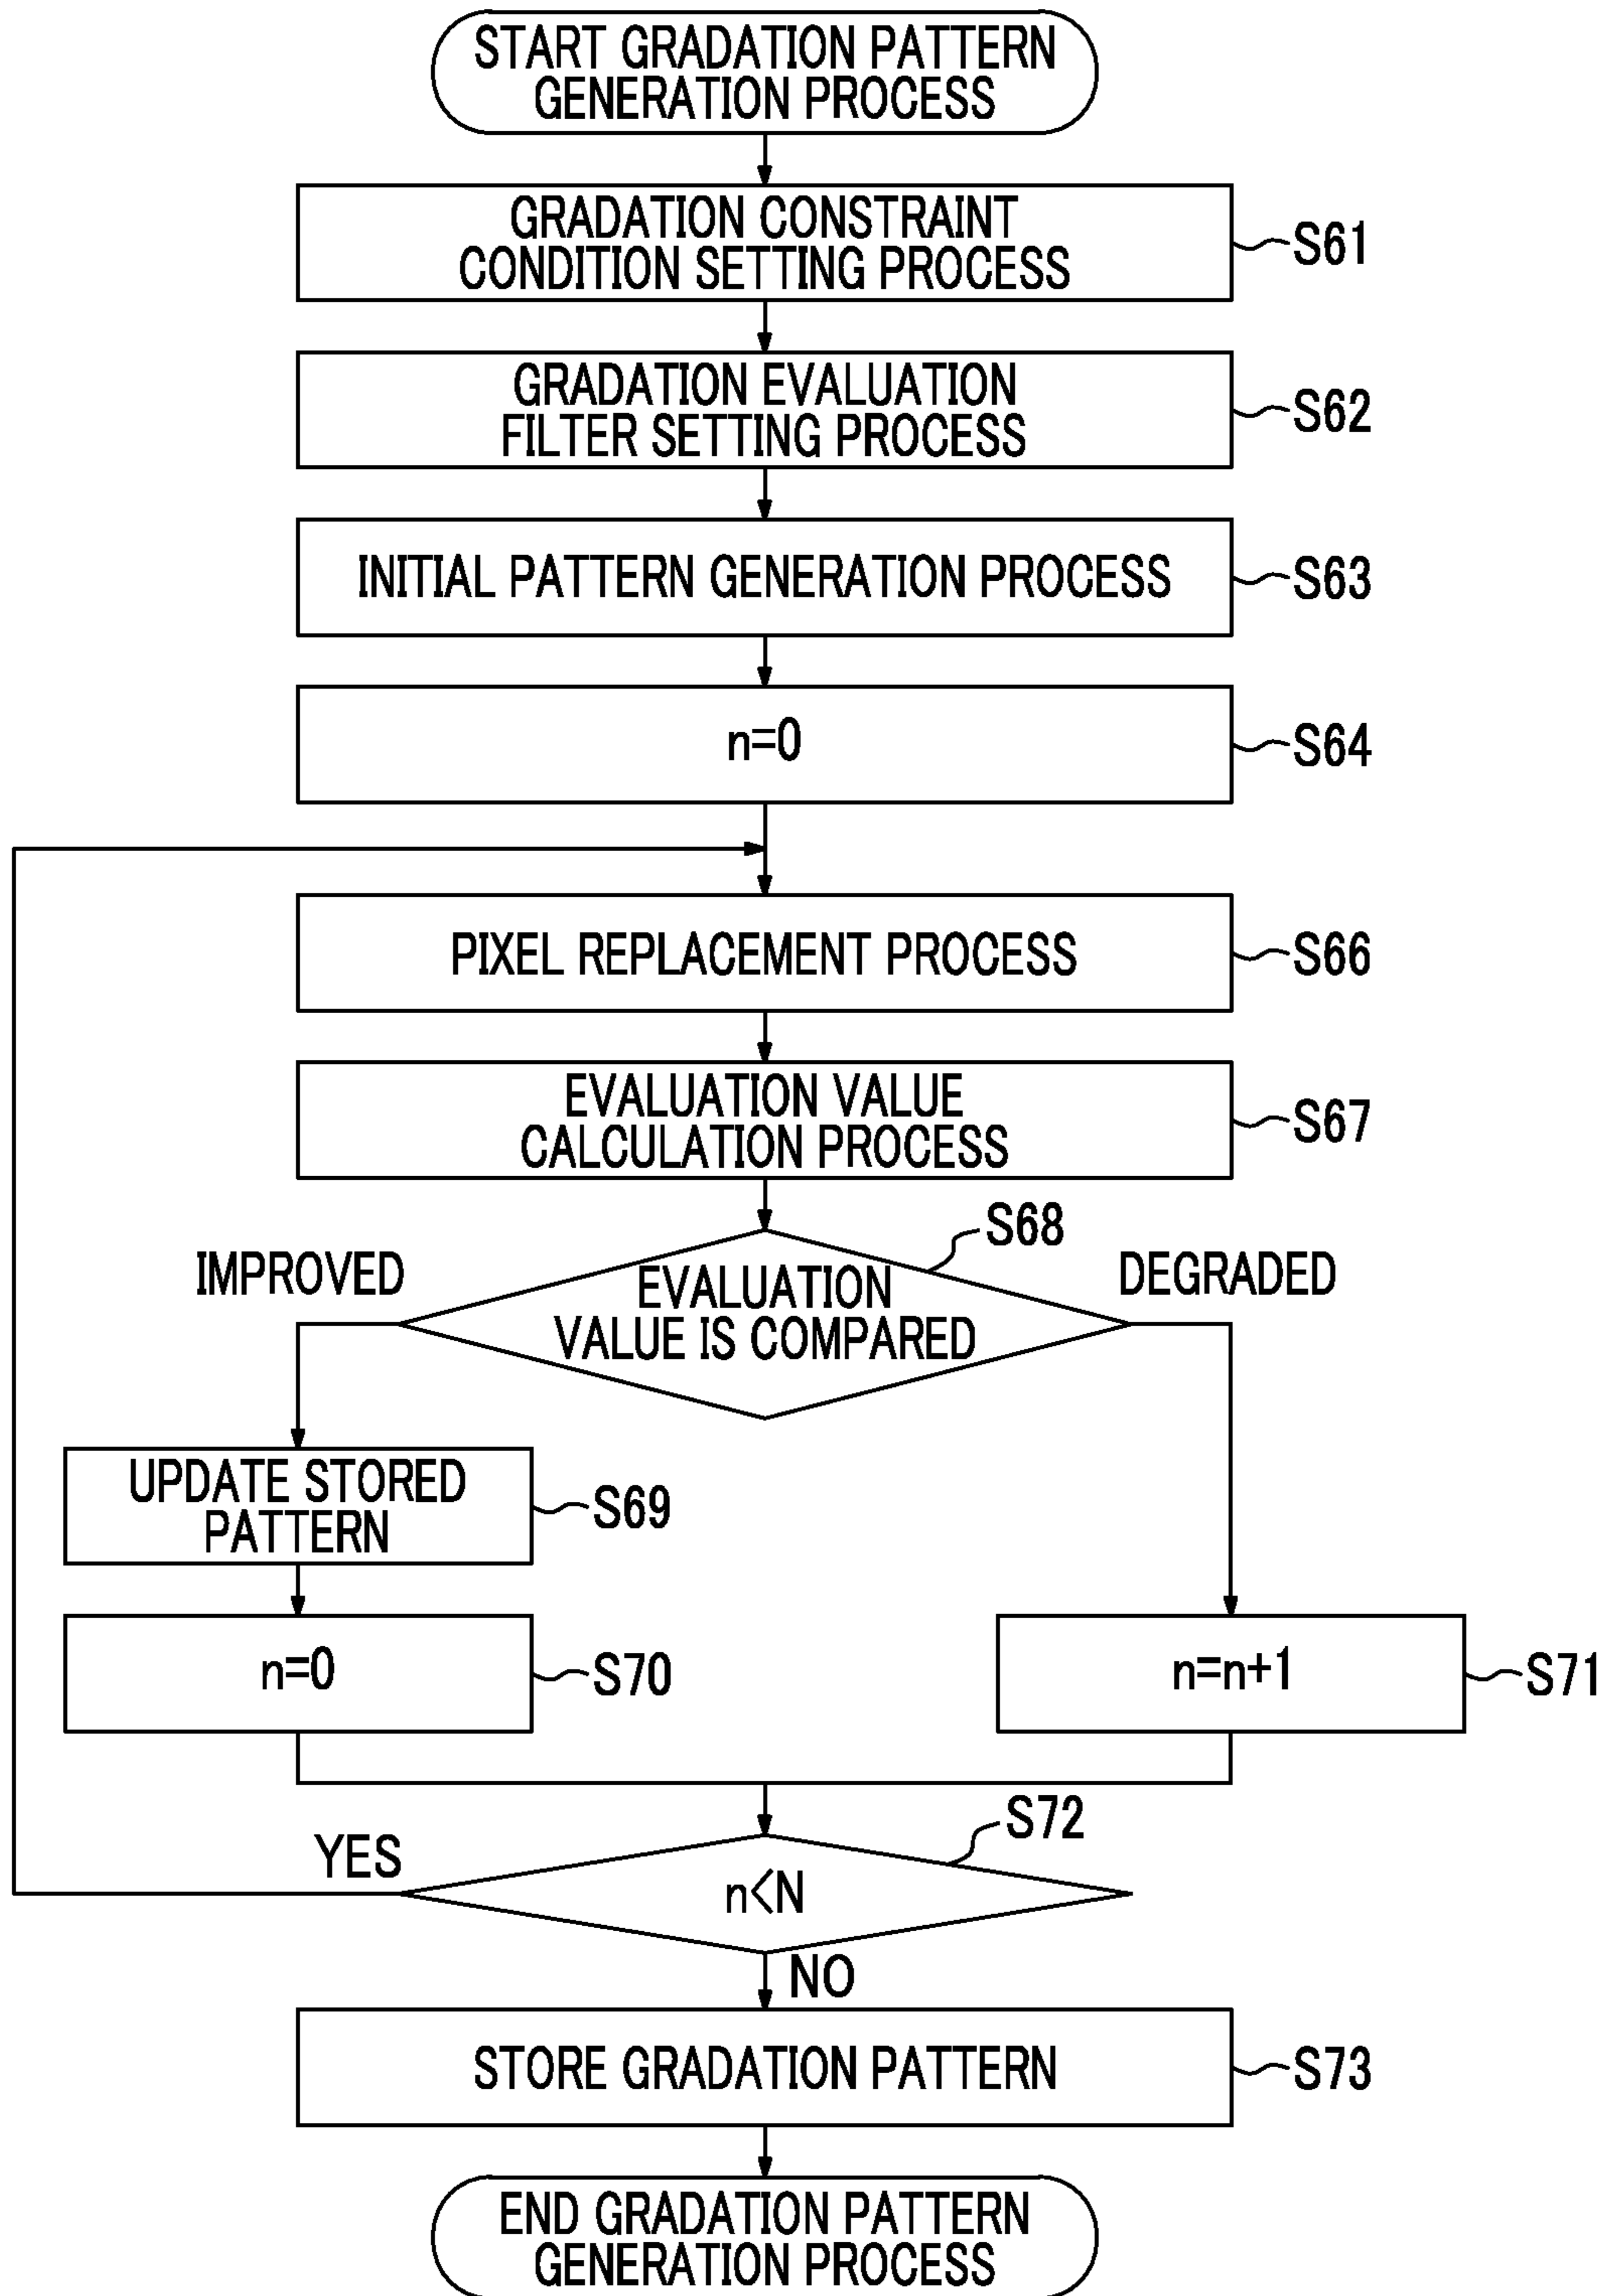 START GRADATION PATTERN
GENERATION PROCESS
GRADATION CONSTRAINT
CONDITION SETTING PROCESS
S61
GRADATION EVALUATION
FILTER SETTING PROCESS
S62
INITIAL PATTERN GENERATION PROCESS
S63
n=0
S64
PIXEL REPLACEMENT PROCESS
S66
EVALUATION VALUE
CALCULATION PROCESS
S67
S68
IMPROVED
DEGRADED
EVALUATION
VALUE IS COMPARED
UPDATE STORED
PATTERN
S69
n=0
S70
n=n+1
S71
S72
YES
n<N
NO
STORE GRADATION PATTERN
S73
END GRADATION PATTERN
GENERATION PROCESS